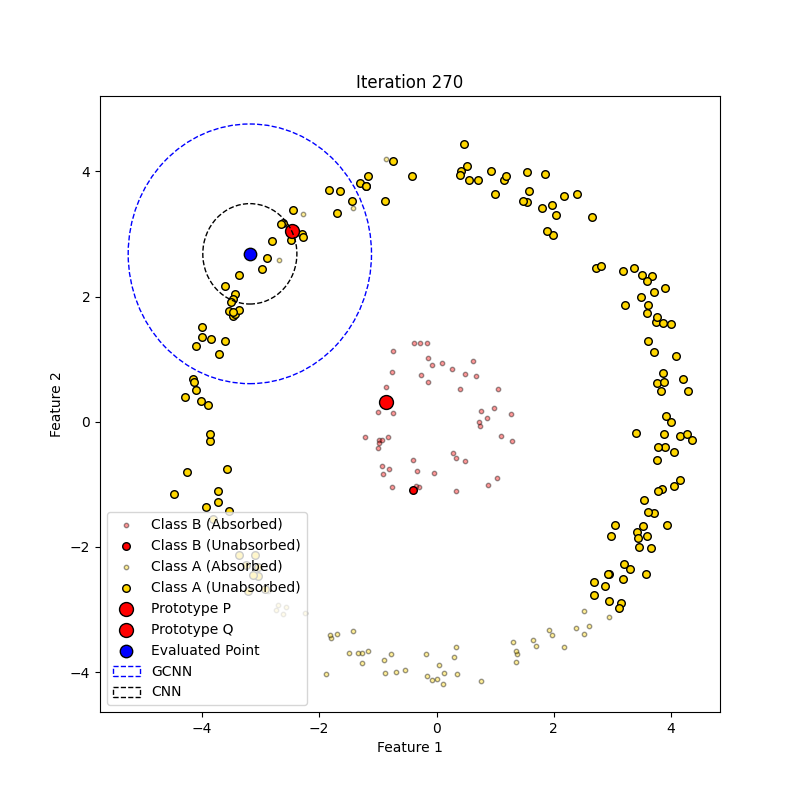 Iteration 270
Feature 2
4
2
0
−2
−4
Class B (Absorbed)
Class B (Unabsorbed)
Class A (Absorbed)
Class A (Unabsorbed)
Prototype P
Prototype Q
Evaluated Point
GCNN
CNN
−4 −2 0 2 4
Feature 1